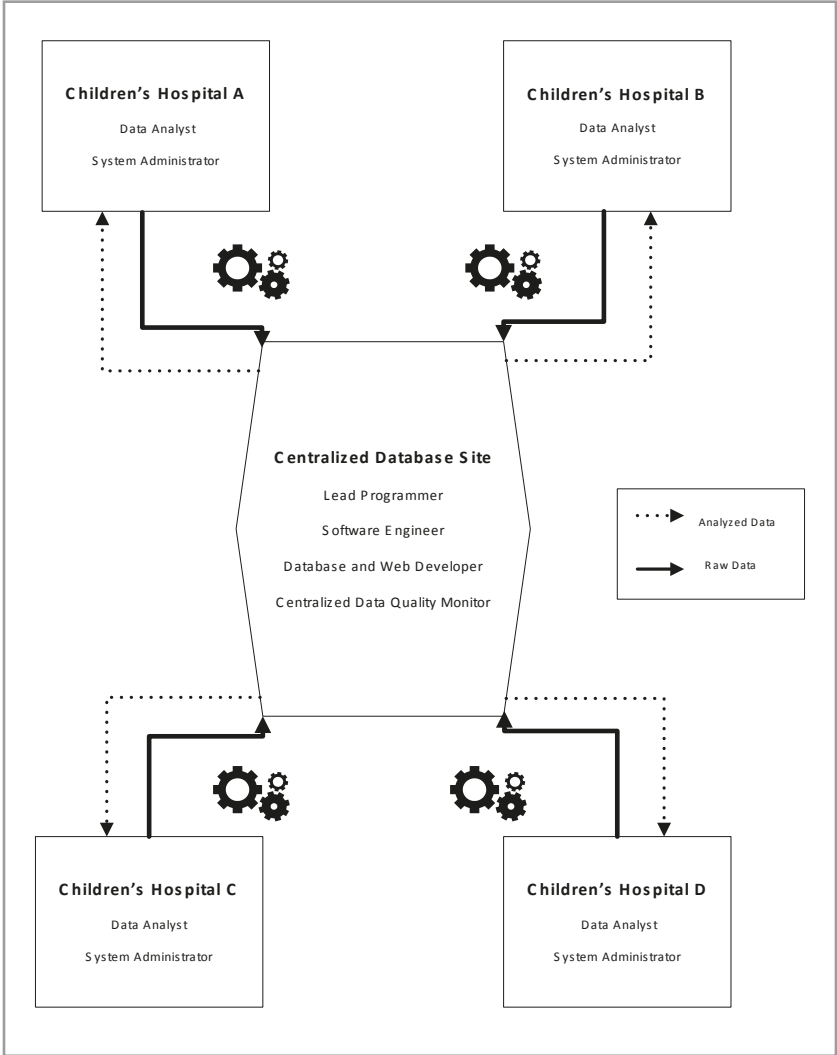 Children's Hospital A
Data Analyst
System Administrator
Children's Hospital B
Data Analyst
System Administrator
Centralized Database Site
Lead Programmer
Software Engineer
Database and Web Developer
Centralized Data Quality Monitor
Analyzed Data
Raw Data
Children's Hospital C
Data Analyst
System Administrator
Children's Hospital D
Data Analyst
System Administrator